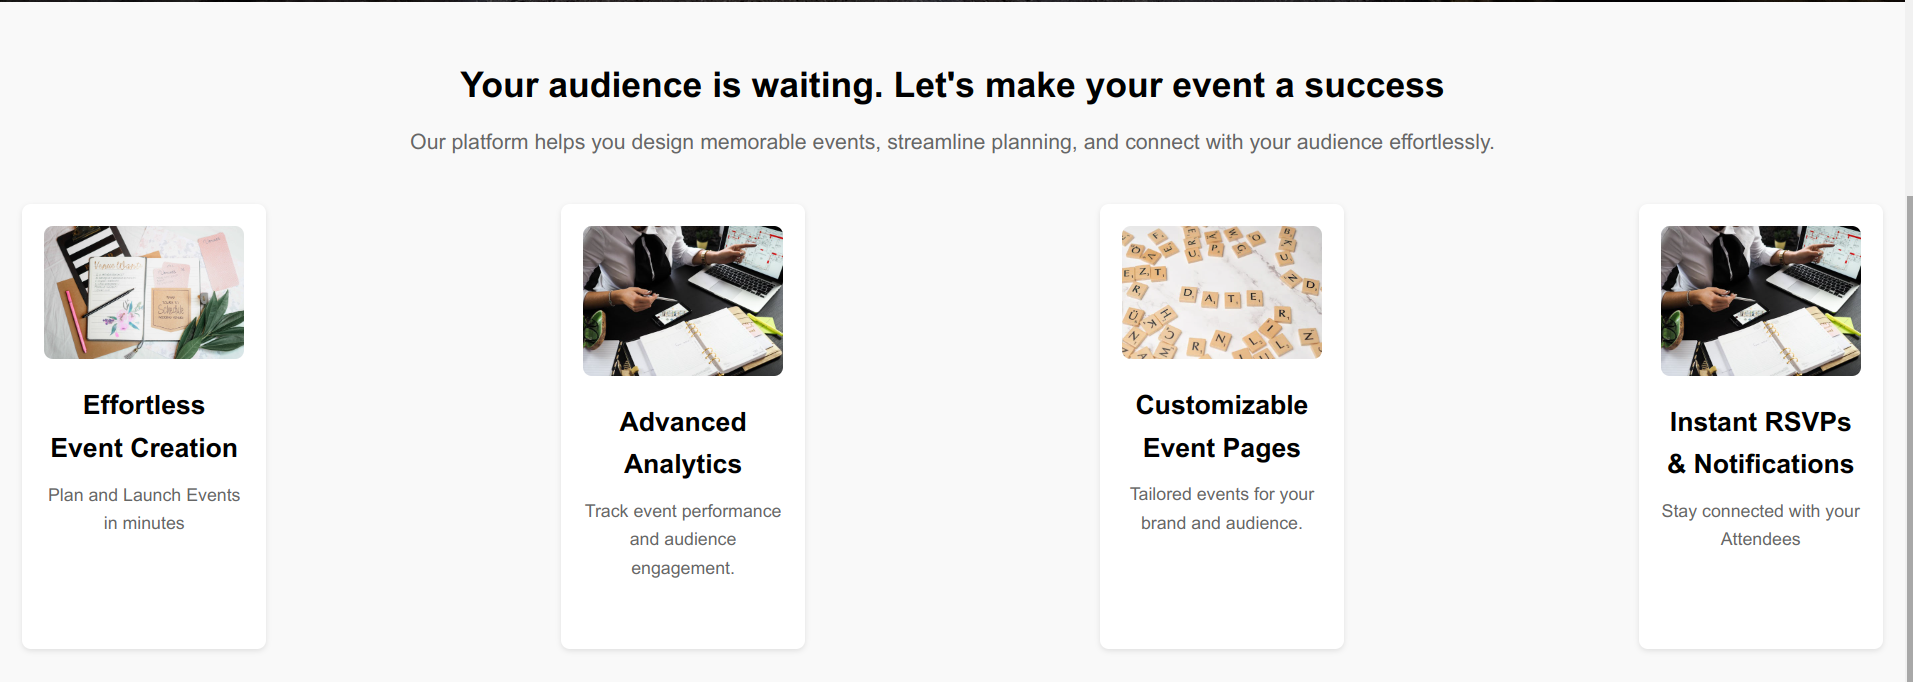 Your audience is waiting. Let's make your event a success
Our platform helps you design memorable events, streamline planning, and connect with your audience effortlessly.
E Z T
D A T E
Effortless
Event Creation
Plan and Launch Events
in minutes
Advanced
Analytics
Track event performance
and audience
engagement.
Customizable
Event Pages
Tailored events for your
brand and audience.
Instant RSVPs
& Notifications
Stay connected with your
Attendees